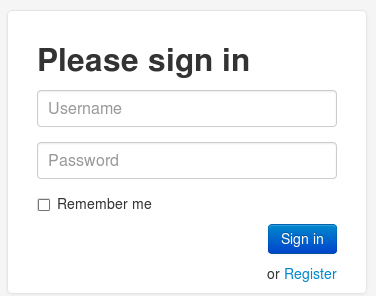 Please sign in
Username
Password
Remember me
Sign in
or Register